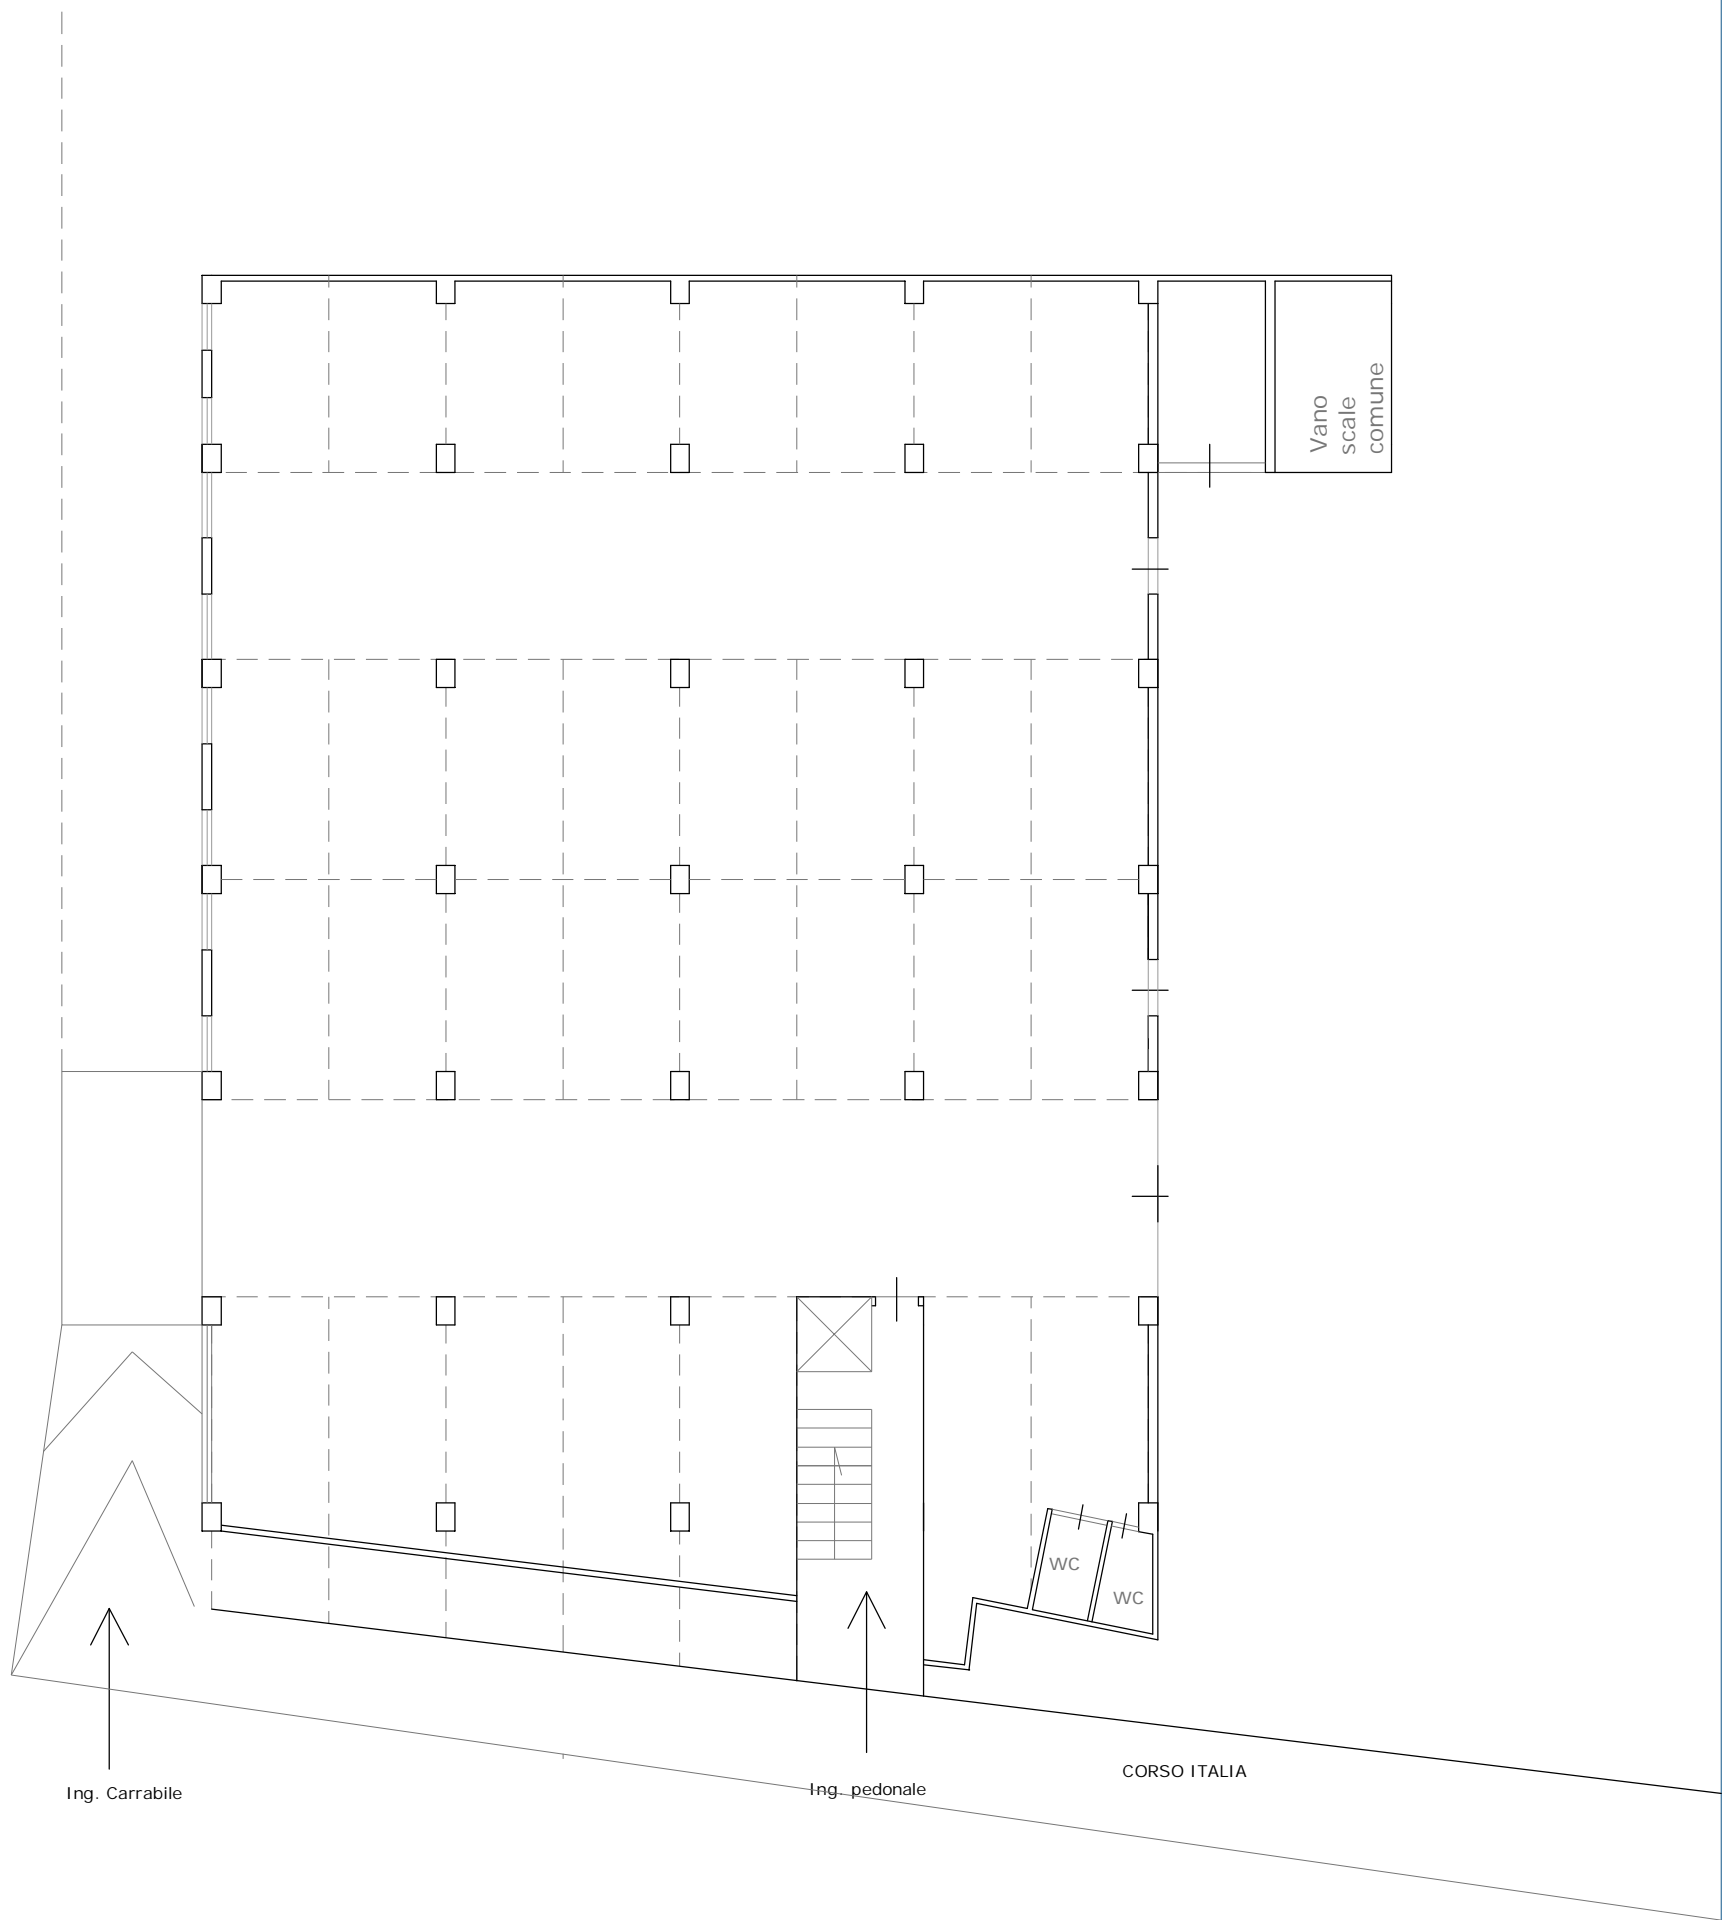 Vano
scale
comune
WC
WC
CORSO ITALIA
Ing. Carrabile
Ing. pedonale